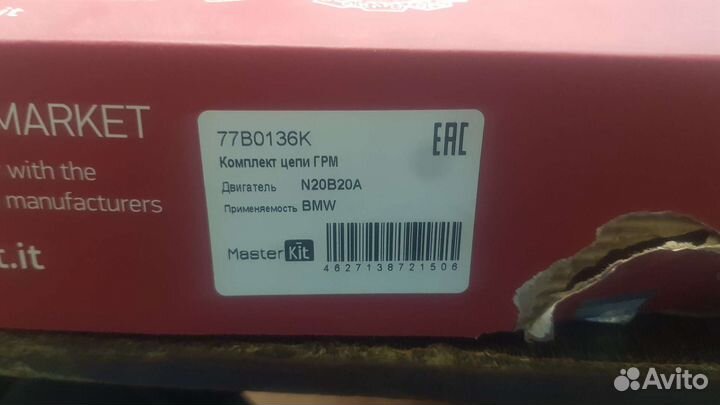 MARKET
with the
manufacturers
t.it
77B0136K
EAC
Комплект цепи ГРМ
Двигатель N20B20A
Применяемость BMW
Master Kit
4627138721506
Avito